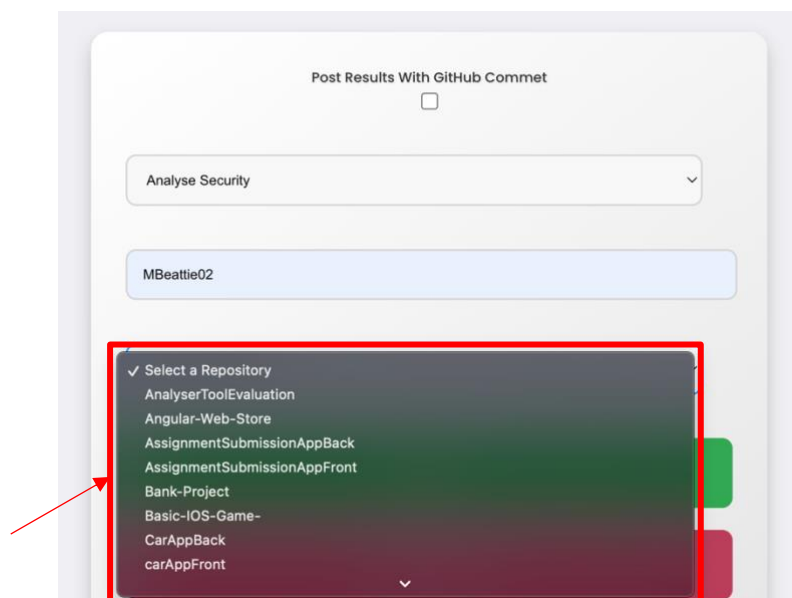 Post Results With GitHub Commet
Analyse Security
MBeattie02
✓ Select a Repository
AnalyserToolEvaluation
Angular-Web-Store
AssignmentSubmissionAppBack
AssignmentSubmissionAppFront
Bank-Project
Basic-IOS-Game-
CarAppBack
carAppFront